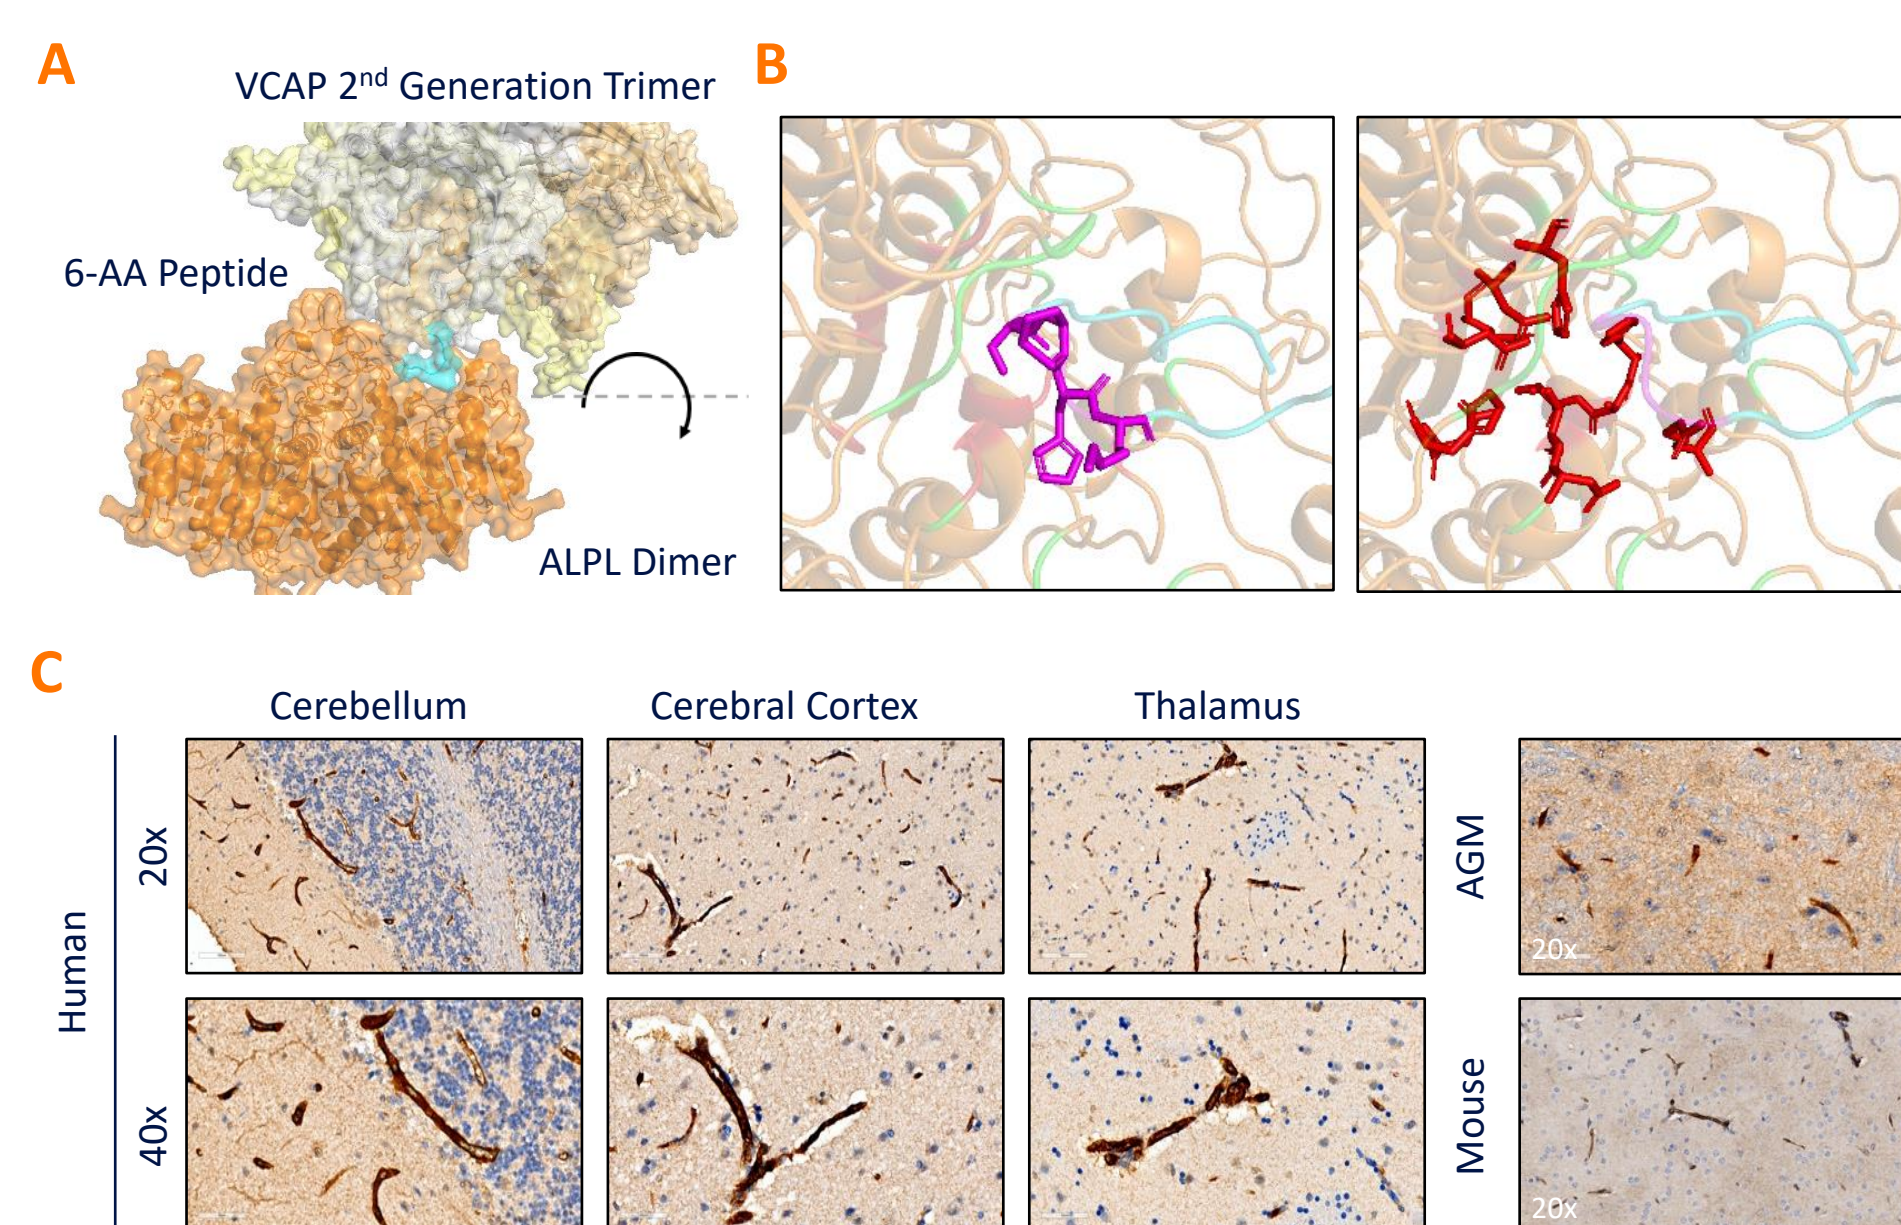 A
VCAP 2nd Generation Trimer
B
6-AA Peptide
ALPL Dimer
C
Cerebellum
Cerebral Cortex
Thalamus
Human
20x
AGM
20x
40x
Mouse
20x